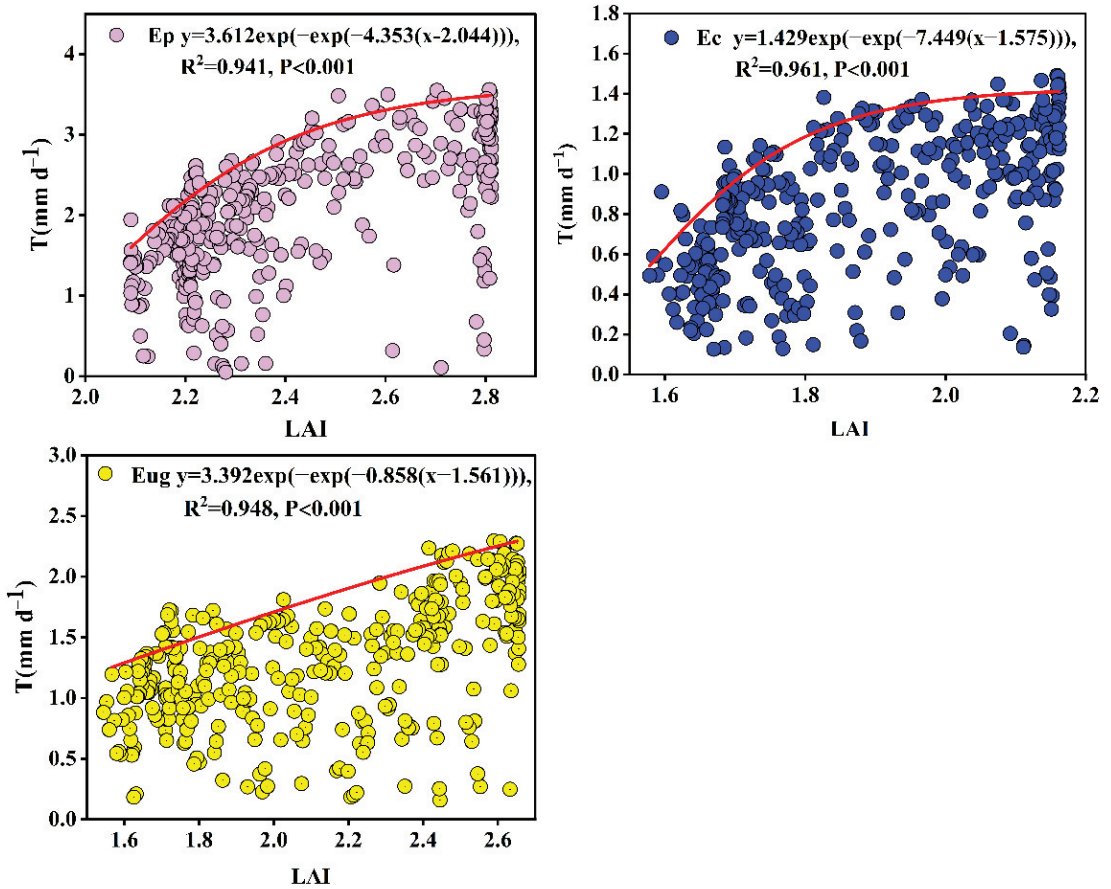 Ep y=3.612exp(−exp(−4.353(x-2.044))),
R²=0.941, P<0.001
T(mm d⁻¹)
4
3
2
1
0
2.0 2.2 2.4 2.6 2.8
LAI
Ec y=1.429exp(−exp(−7.449(x−1.575))),
R²=0.961, P<0.001
T(mm d⁻¹)
1.8
1.6
1.4
1.2
1.0
0.8
0.6
0.4
0.2
0.0
1.6 1.8 2.0 2.2
LAI
Eug y=3.392exp(−exp(−0.858(x−1.561))),
R²=0.948, P<0.001
T(mm d⁻¹)
3.0
2.5
2.0
1.5
1.0
0.5
0.0
1.6 1.8 2.0 2.2 2.4 2.6
LAI